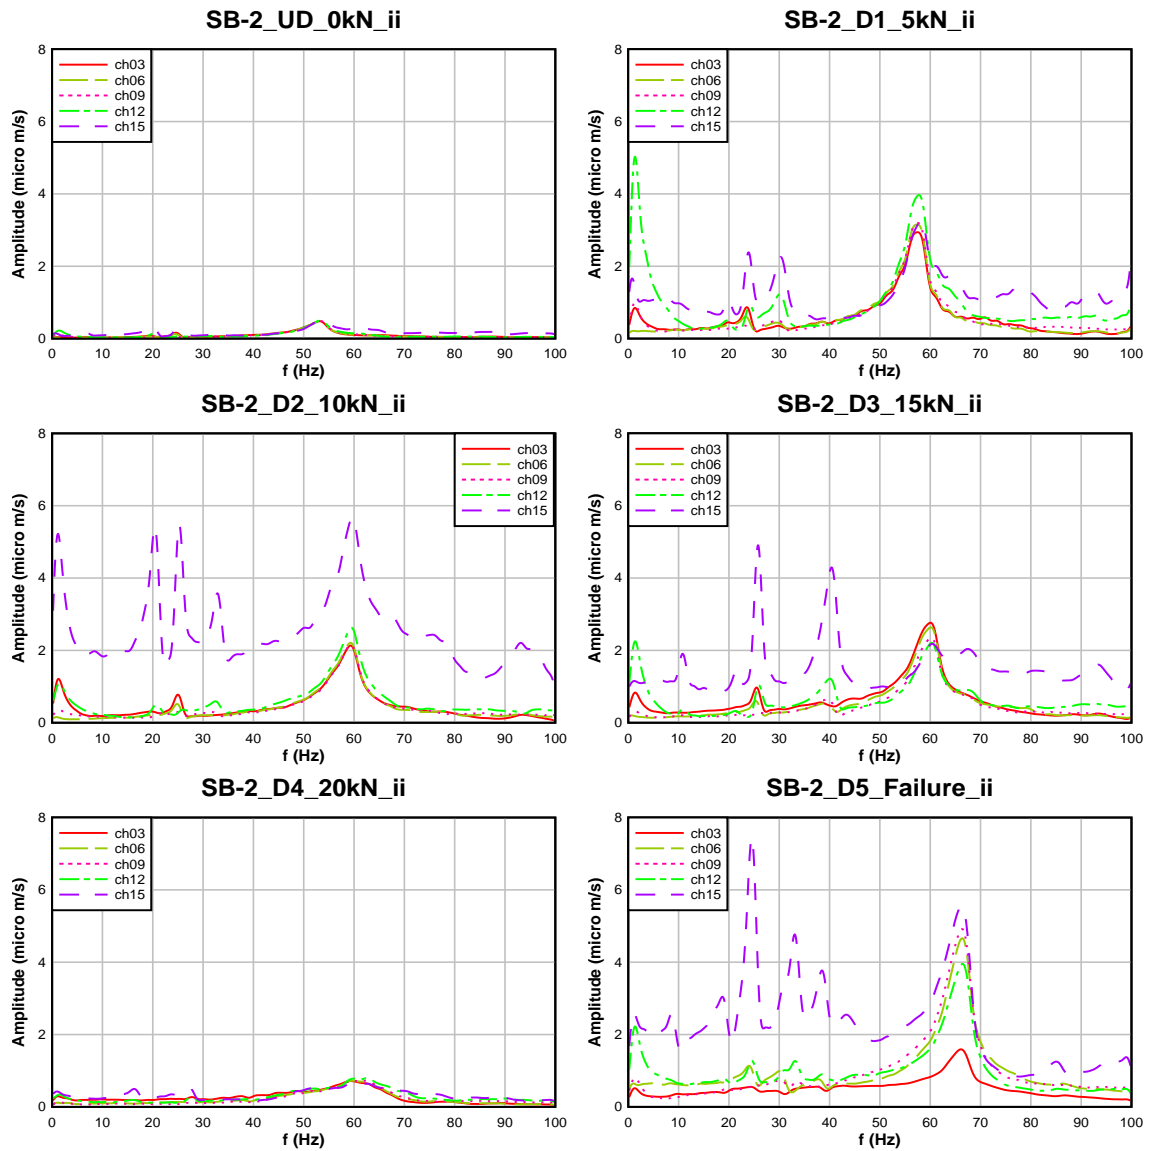 SB-2_UD_0kN_ii
Amplitude (micro m/s)
8
6
4
2
0
ch03
ch06
ch09
ch12
ch15
0 10 20 30 40 50 60 70 80 90 100
f (Hz)
SB-2_D1_5kN_ii
Amplitude (micro m/s)
8
6
4
2
0
ch03
ch06
ch09
ch12
ch15
0 10 20 30 40 50 60 70 80 90 100
f (Hz)
SB-2_D2_10kN_ii
Amplitude (micro m/s)
8
6
4
2
0
ch03
ch06
ch09
ch12
ch15
0 10 20 30 40 50 60 70 80 90 100
f (Hz)
SB-2_D3_15kN_ii
Amplitude (micro m/s)
8
6
4
2
0
ch03
ch06
ch09
ch12
ch15
0 10 20 30 40 50 60 70 80 90 100
f (Hz)
SB-2_D4_20kN_ii
Amplitude (micro m/s)
8
6
4
2
0
ch03
ch06
ch09
ch12
ch15
0 10 20 30 40 50 60 70 80 90 100
f (Hz)
SB-2_D5_Failure_ii
Amplitude (micro m/s)
8
6
4
2
0
ch03
ch06
ch09
ch12
ch15
0 10 20 30 40 50 60 70 80 90 100
f (Hz)